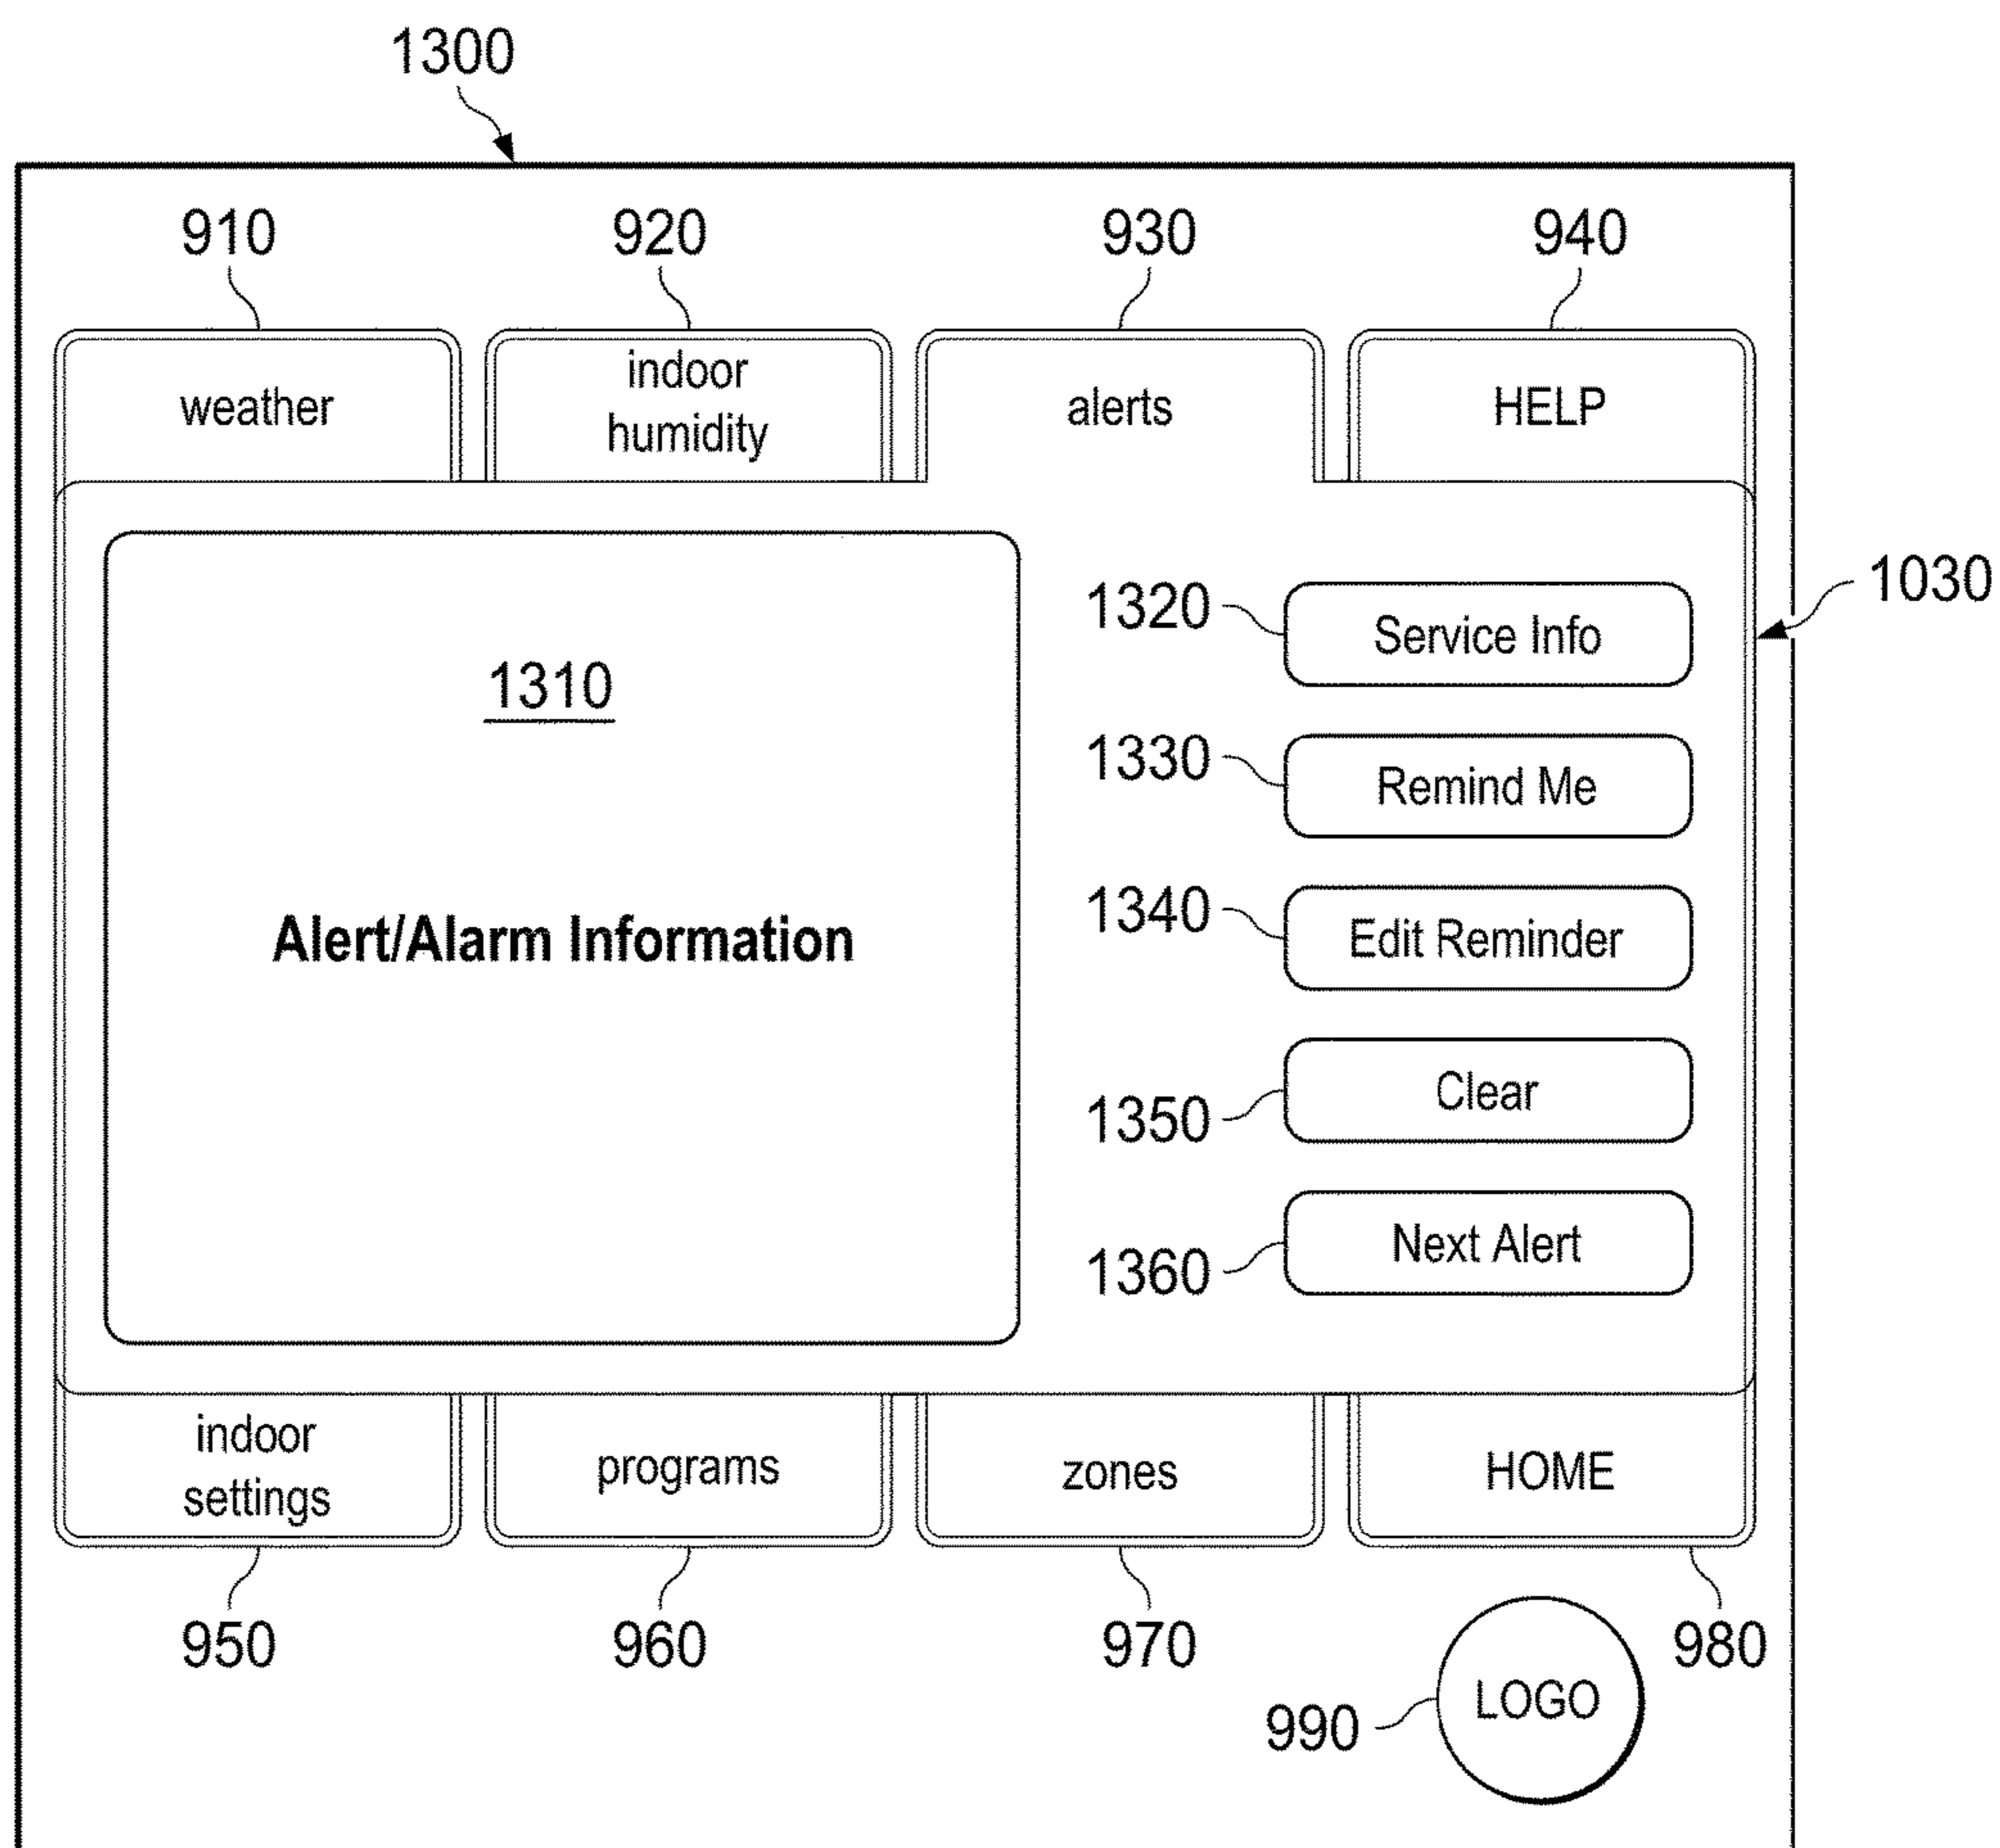 1300
910
920
930
940
weather
indoor
humidity
alerts
HELP
1030
1310
Alert/Alarm Information
1320
Service Info
1330
Remind Me
1340
Edit Reminder
1350
Clear
1360
Next Alert
indoor
settings
programs
zones
HOME
950
960
970
980
990
LOGO